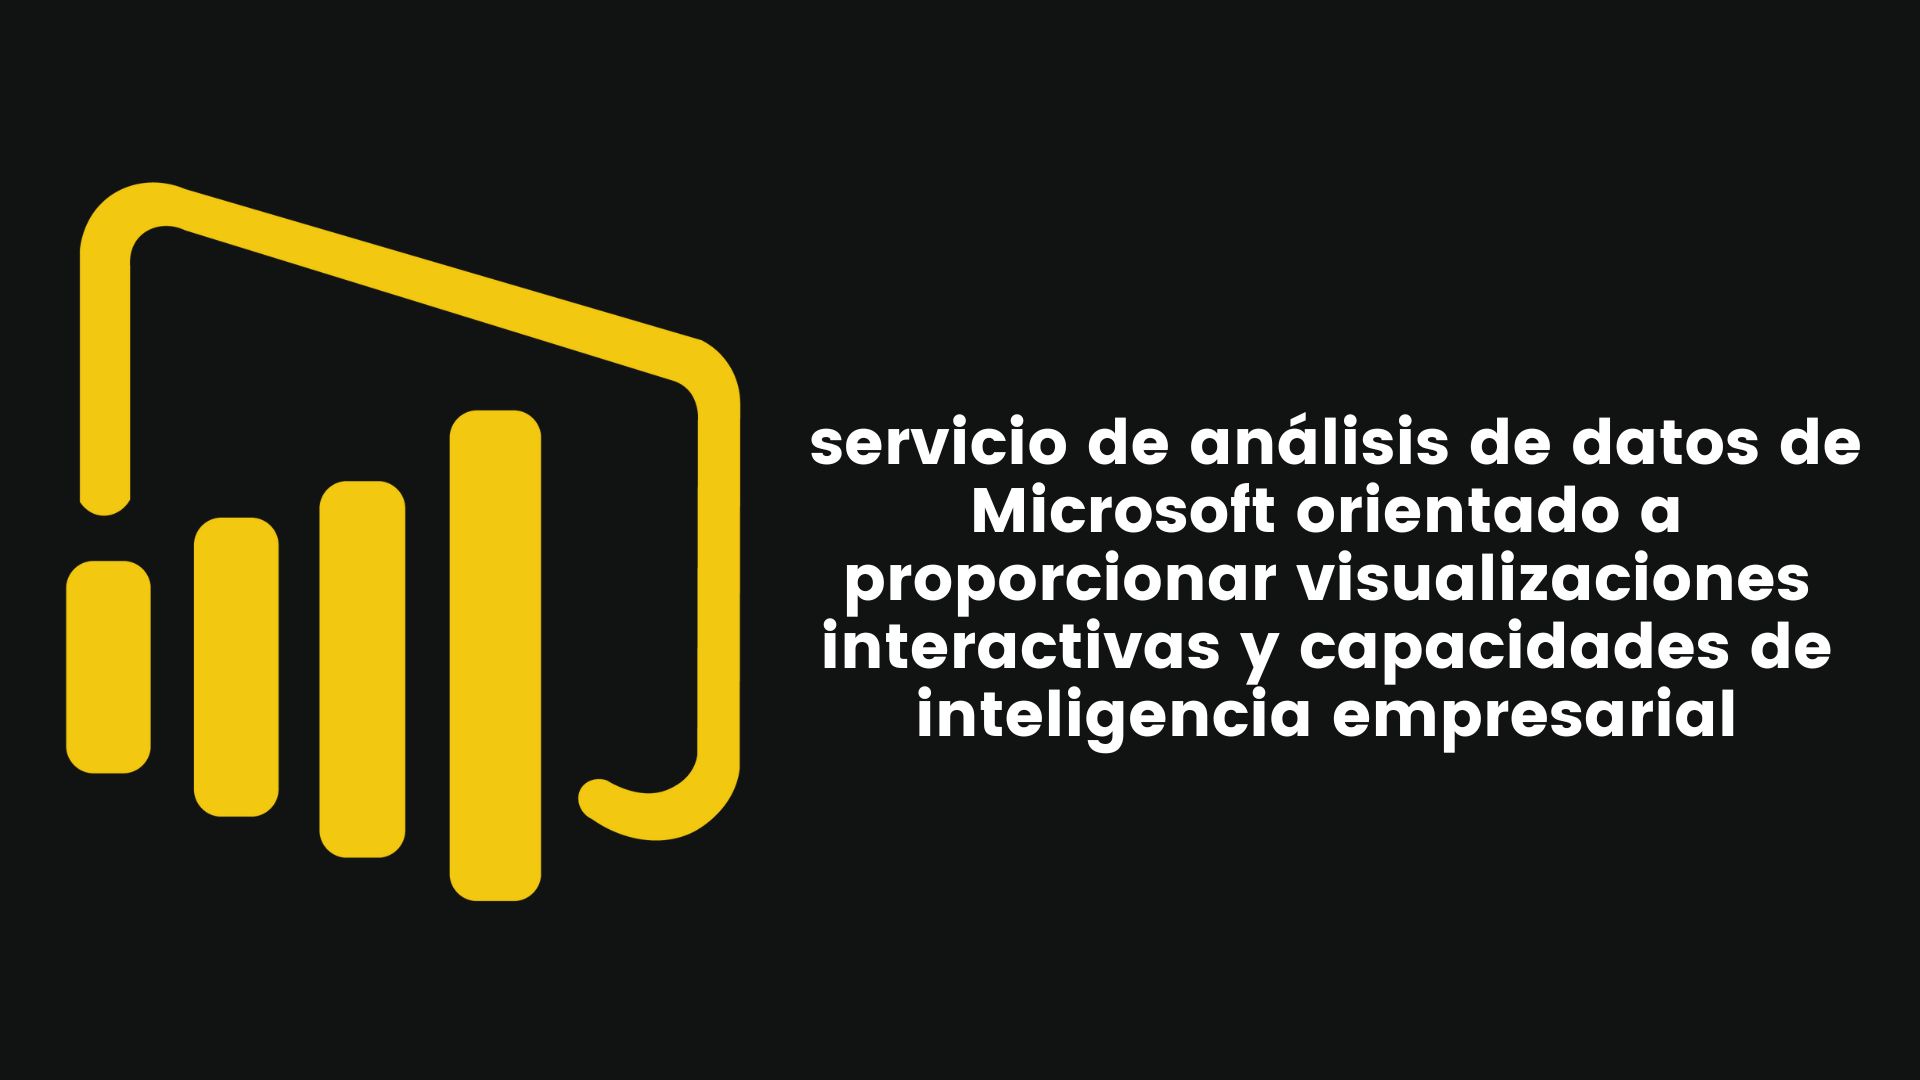 servicio de análisis de datos de
Microsoft orientado a
proporcionar visualizaciones
interactivas y capacidades de
inteligencia empresarial